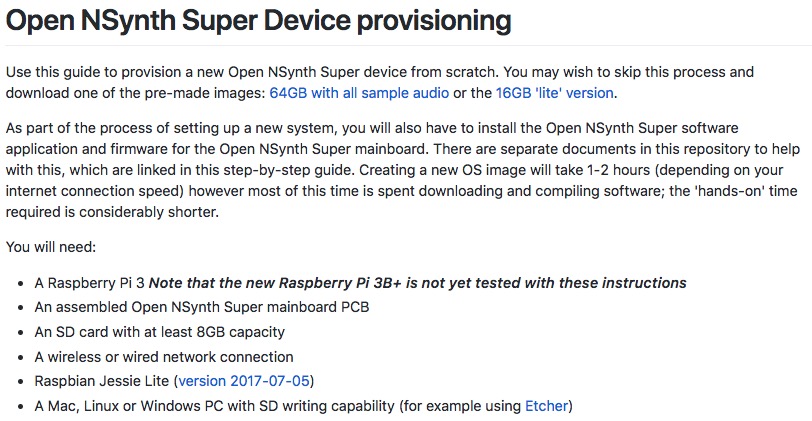 Open NSynth Super Device provisioning
Use this guide to provision a new Open NSynth Super device from scratch. You may wish to skip this process and
download one of the pre-made images: 64GB with all sample audio or the 16GB 'lite' version.
As part of the process of setting up a new system, you will also have to install the Open NSynth Super software
application and firmware for the Open NSynth Super mainboard. There are separate documents in this repository to help
with this, which are linked in this step-by-step guide. Creating a new OS image will take 1-2 hours (depending on your
internet connection speed) however most of this time is spent downloading and compiling software; the 'hands-on' time
required is considerably shorter.
You will need:
• A Raspberry Pi 3 Note that the new Raspberry Pi 3B+ is not yet tested with these instructions
• An assembled Open NSynth Super mainboard PCB
• An SD card with at least 8GB capacity
• A wireless or wired network connection
• Raspbian Jessie Lite (version 2017-07-05)
• A Mac, Linux or Windows PC with SD writing capability (for example using Etcher)